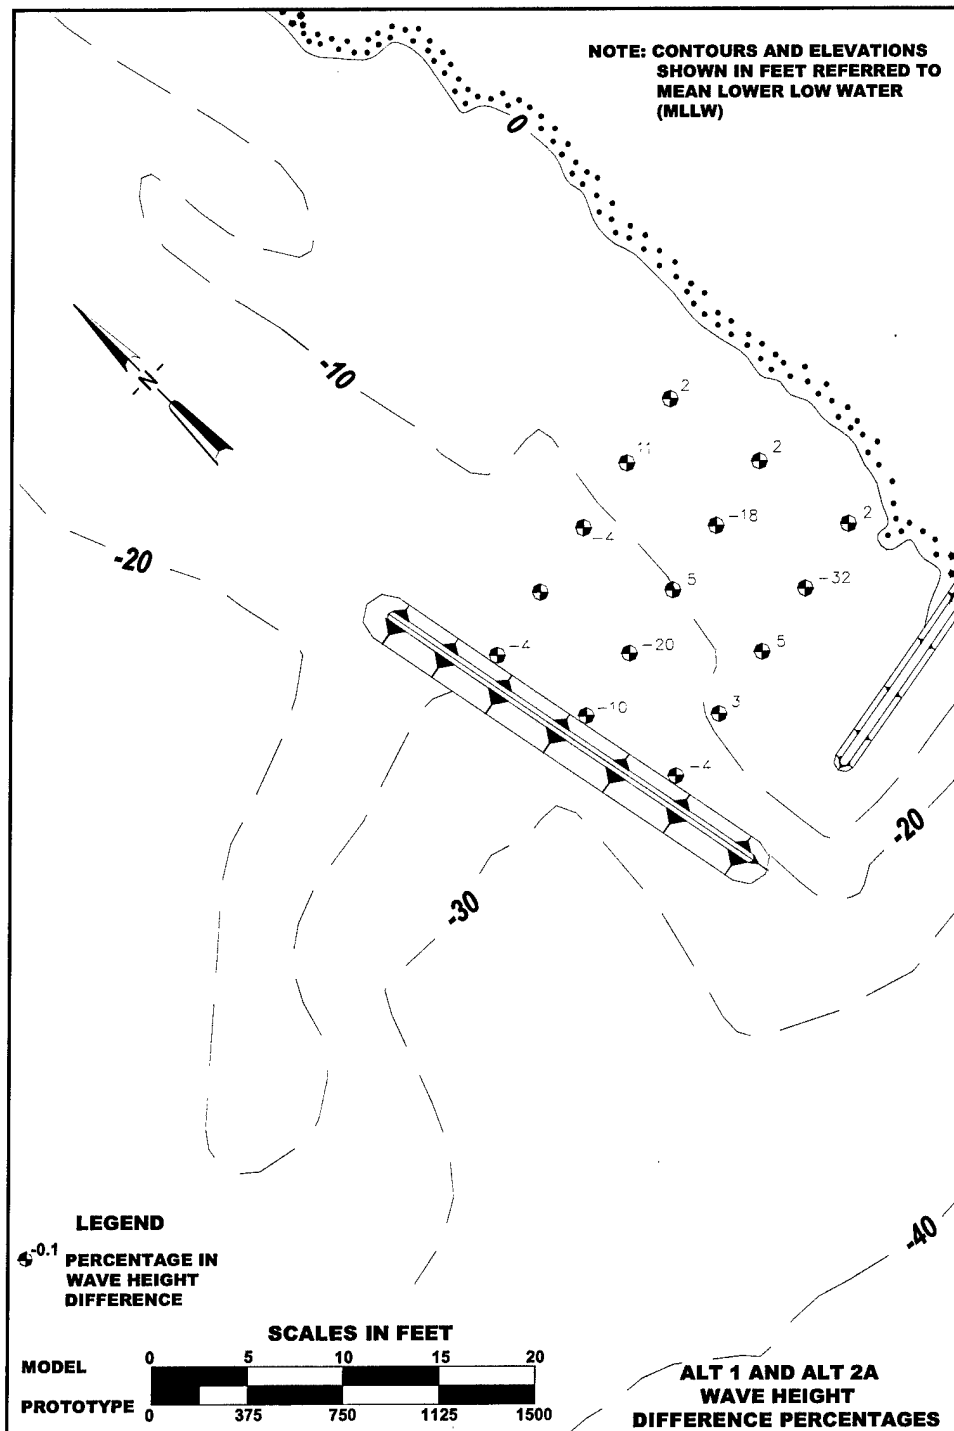 NOTE: CONTOURS AND ELEVATIONS
SHOWN IN FEET REFERRED TO
MEAN LOWER LOW WATER
(MLLW)
0
-10
N
2
11
2
-18
2
-4
-20
5
-32
-4
-20
5
-10
3
-4
-20
-30
-40
LEGEND
-0.1 PERCENTAGE IN
WAVE HEIGHT
DIFFERENCE
SCALES IN FEET
MODEL 0 5 10 15 20
PROTOTYPE 0 375 750 1125 1500
ALT 1 AND ALT 2A
WAVE HEIGHT
DIFFERENCE PERCENTAGES